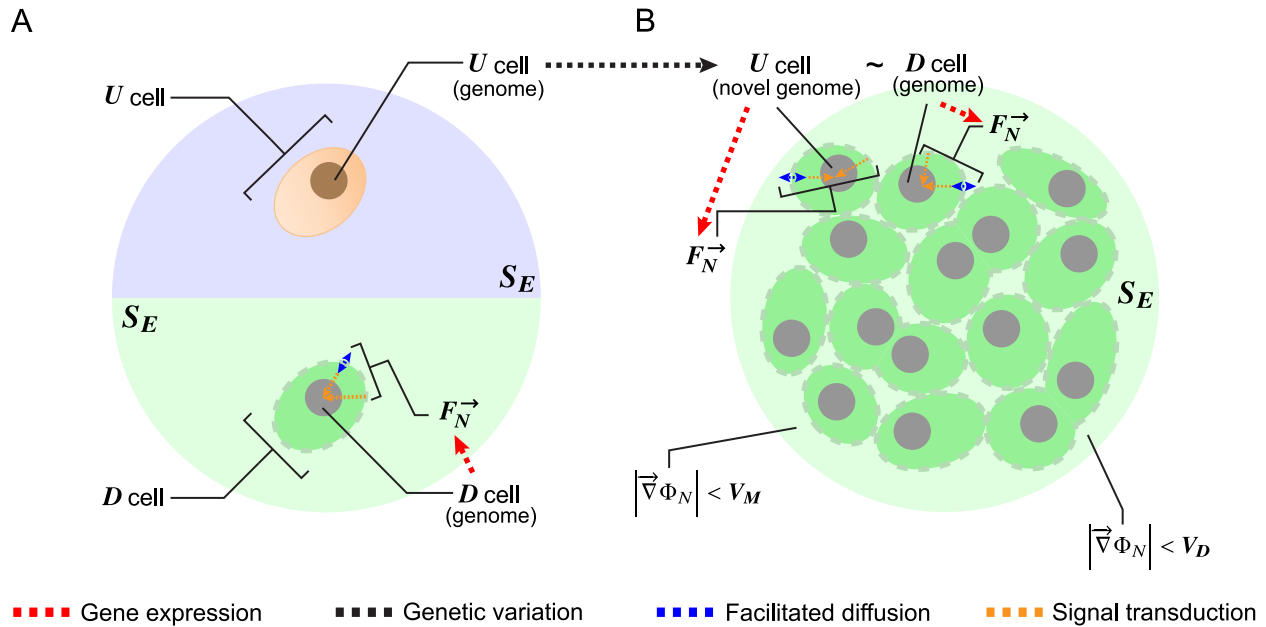 A
B
U cell
U cell
(genome)
U cell
(novel genome)
~
D cell
(genome)
F_N→
F_N→
S_E
S_E
S_E
F_N→
D cell
D cell
(genome)
|∇→Φ_N| < V_M
|∇→Φ_N| < V_D
Gene expression
Genetic variation
Facilitated diffusion
Signal transduction